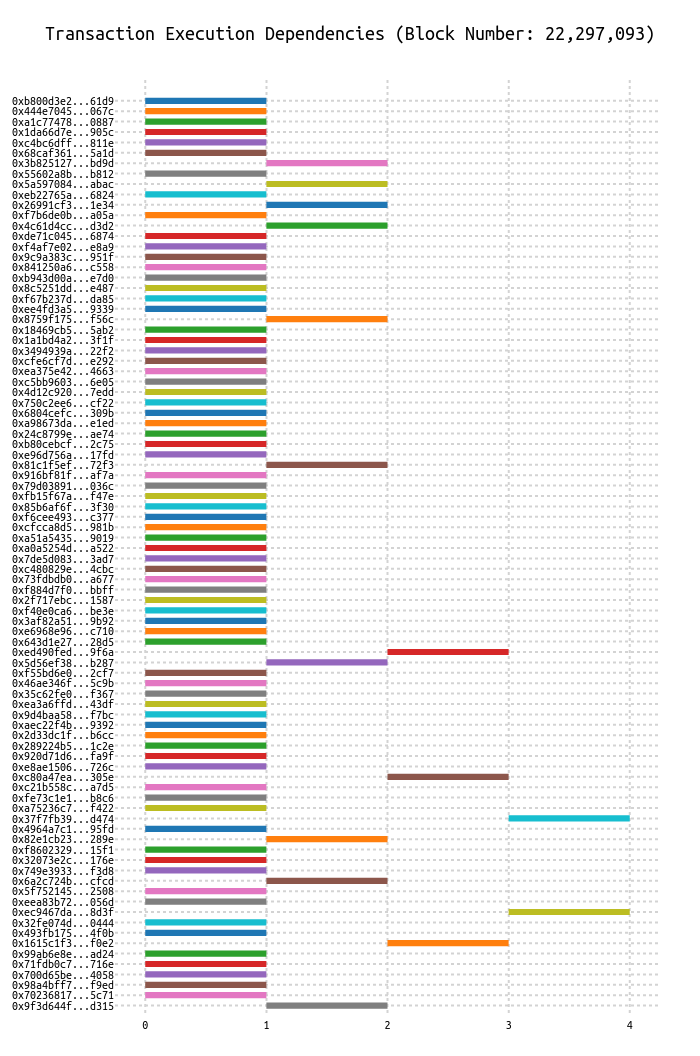 Transaction Execution Dependencies (Block Number: 22,297,093)
0xb800d3e2...61d9
0x444e7045...067c
0xa1c77478...0887
0x1da66d7e...905c
0xc4bc6dff...811e
0x68caf361...5a1d
0x3b825127...bd9d
0x55602a8b...b812
0x5a597084...abac
0xeb22765a...6824
0x26991cf3...1e34
0xf7b6de0b...a05a
0x4c61d4cc...d3d2
0xde71c045...6874
0xf4af7e02...e8a9
0x9c9a383c...951f
0x841250a6...c558
0xb943d00a...e7d0
0x8c5251dd...e487
0xf67b237d...da85
0xee4fd3a5...9339
0x8759f175...f56c
0x18469cb5...5ab2
0x1a1bd4a2...3f1f
0x3494939a...22f2
0xcfe6cf7d...e292
0xea375e42...4663
0xc5bb9603...6e05
0x4d12c920...7edd
0x750c2ee6...cf22
0x6804cefc...309b
0xa98673da...e1ed
0x24c8799e...ae74
0xb80cebcf...2c75
0xe96d756a...17fd
0x81c1f5ef...72f3
0x916bf81f...af7a
0x79d03891...036c
0xfb15f67a...f47e
0x85b6af6f...3f30
0xf6cee493...c377
0xcfcca8d5...981b
0xa51a5435...9019
0xa0a5254d...a522
0x7de5d083...3ad7
0xc480829e...4cbc
0x73fdbdb0...a677
0xf884d7f0...bbff
0x2f717ebc...1587
0xf40e0ca6...be3e
0x3af82a51...9b92
0xe6968e96...c710
0x643d1e27...28d5
0xed490fed...9f6a
0x5d56ef38...b287
0xf55bd6e0...2cf7
0x46ae346f...5c9b
0x35c62fe0...f367
0xea3a6ffd...43df
0x9d4baa58...f7bc
0xaec22f4b...9392
0x2d33dc1f...b6cc
0x289224b5...1c2e
0x920d71d6...fa9f
0xe8ae1506...726c
0xc80a47ea...305e
0xc21b558c...a7d5
0xfe73c1e1...b8c6
0xa75236c7...f422
0x37f7fb39...d474
0x4964a7c1...95fd
0x82e1cb23...289e
0xf8602329...15f1
0x32073e2c...176e
0x749e3933...f3d8
0x6a2c724b...cfcd
0x5f752145...2508
0xeea83b72...056d
0xec9467da...8d3f
0x32fe074d...0444
0x493fb175...4f0b
0x1615c1f3...f0e2
0x99ab6e8e...ad24
0x71fdb0c7...716e
0x700d65be...4058
0x98a4bff7...f9ed
0x70236817...5c71
0x9f3d644f...d315
0 1 2 3 4